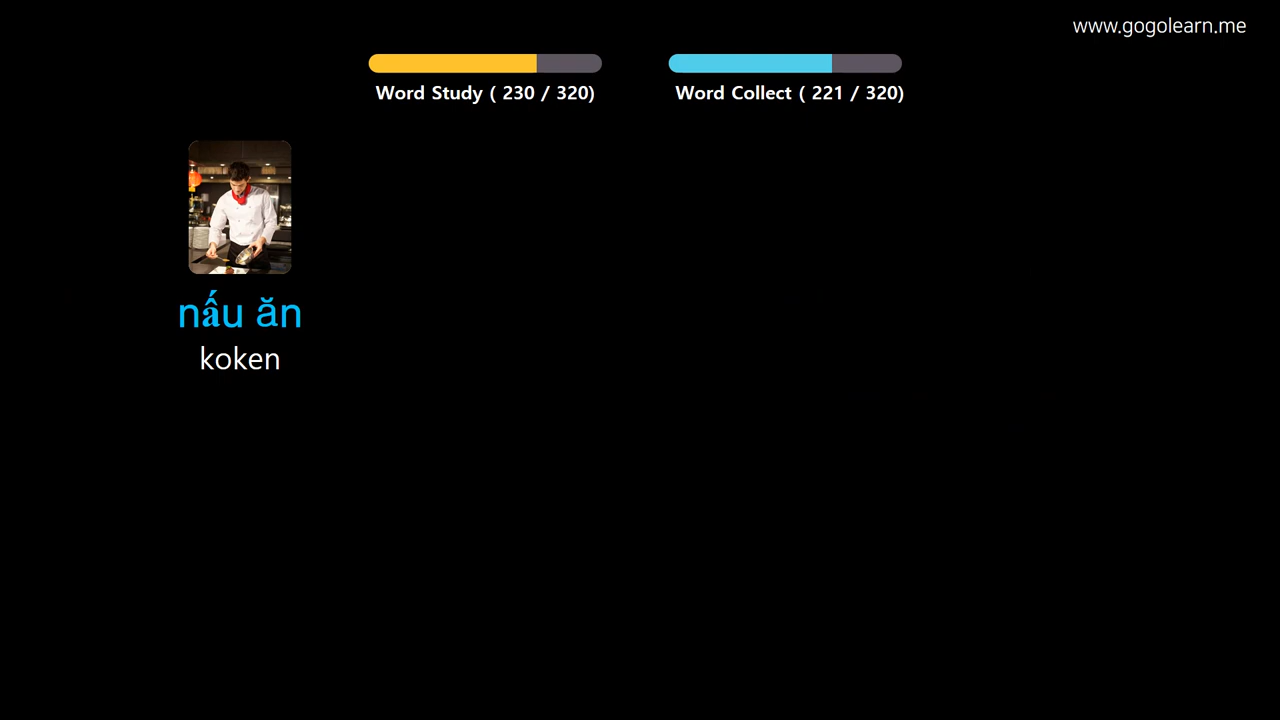 www.gogolearn.me
Word Study ( 230 / 320)
Word Collect ( 221 / 320)
nấu ăn
koken